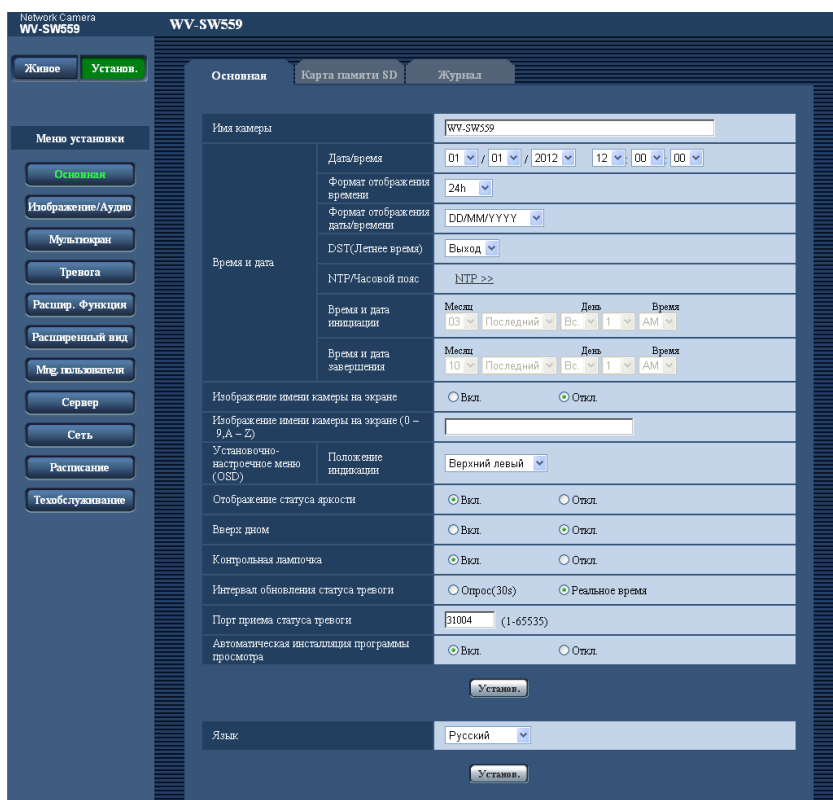 Network Camera
WV-SW559
WV-SW559
Живое
Установ.
Основная
Карта памяти SD
Журнал
Меню установки
Основная
Изображение/Аудио
Мультиэкран
Тревога
Расшир. Функция
Расширенный вид
Mng. пользователя
Сервер
Сеть
Расписание
Техобслуживание
Имя камеры
WV-SW559
Время и дата
Дата/время
01 / 01 / 2012 12 : 00 : 00
Формат отображения
времени
24h
Формат отображения
даты/времени
DD/MM/YYYY
DST(Летнее время)
Выход
NTP/Часовой пояс
NTP >>
Время и дата
инициации
Месяц День Время
03 Последний Вс. 1 AM
Время и дата
завершения
Месяц День Время
10 Последний Вс. 1 AM
Изображение имени камеры на экране
Вкл. Откл.
Изображение имени камеры на экране (0 –
9,A – Z)
Установочно-
настроечное меню
(OSD)
Положение
индикации
Верхний левый
Отображение статуса яркости
Вкл. Откл.
Вверх дном
Вкл. Откл.
Контрольная лампочка
Вкл. Откл.
Интервал обновления статуса тревоги
Опрос(30s) Реальное время
Порт приема статуса тревоги
31004 (1-65535)
Автоматическая инсталляция программы
просмотра
Вкл. Откл.
Установ.
Язык
Русский
Установ.